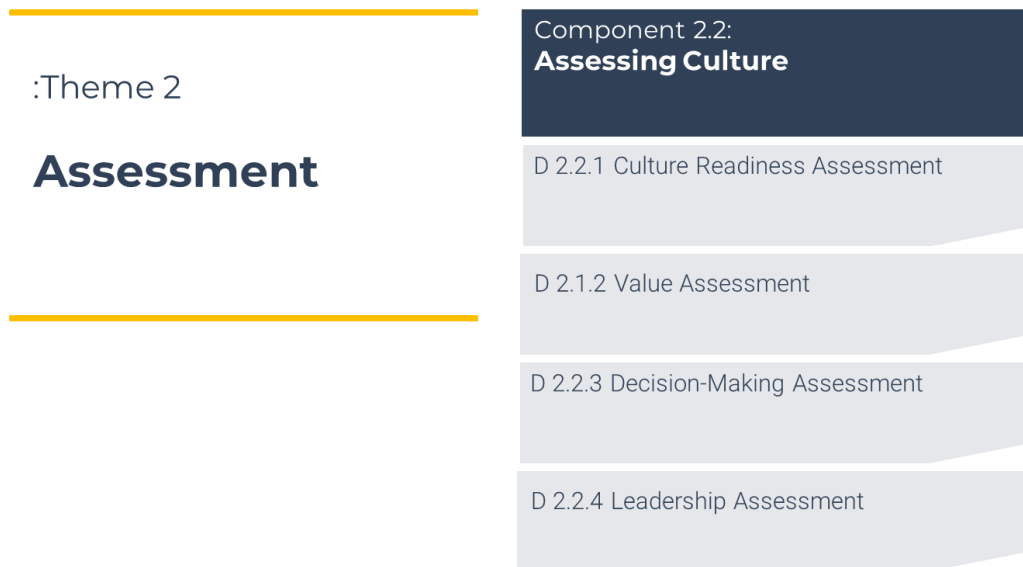 :Theme 2
Assessment
Component 2.2:
Assessing Culture
D 2.2.1 Culture Readiness Assessment
D 2.1.2 Value Assessment
D 2.2.3 Decision-Making Assessment
D 2.2.4 Leadership Assessment